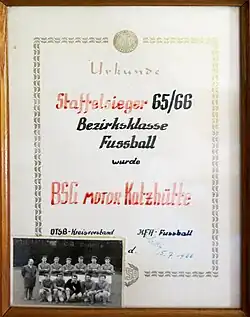 Urkunde
Staffelsieger 65/66
Bezirksklasse
Fussball
wurde
BSG MOTOR Katzhütte
DTSB-Kreisvorstand KFA-Fussball
d.